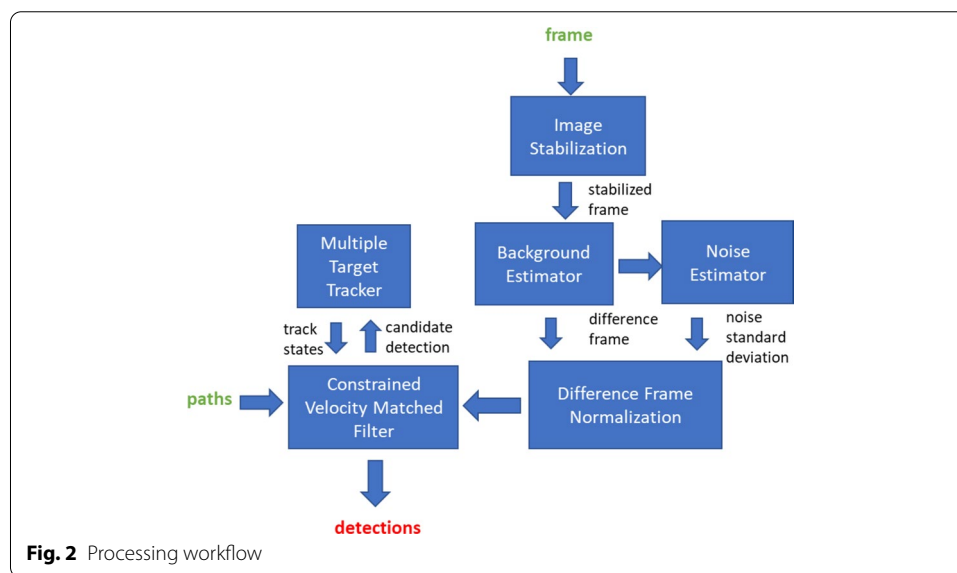 frame
Image
Stabilization
stabilized
frame
Multiple
Target
Tracker
Background
Estimator
Noise
Estimator
track
states
candidate
detection
difference
frame
noise
standard
deviation
paths
Constrained
Velocity Matched
Filter
Difference Frame
Normalization
detections
Fig. 2 Processing workflow